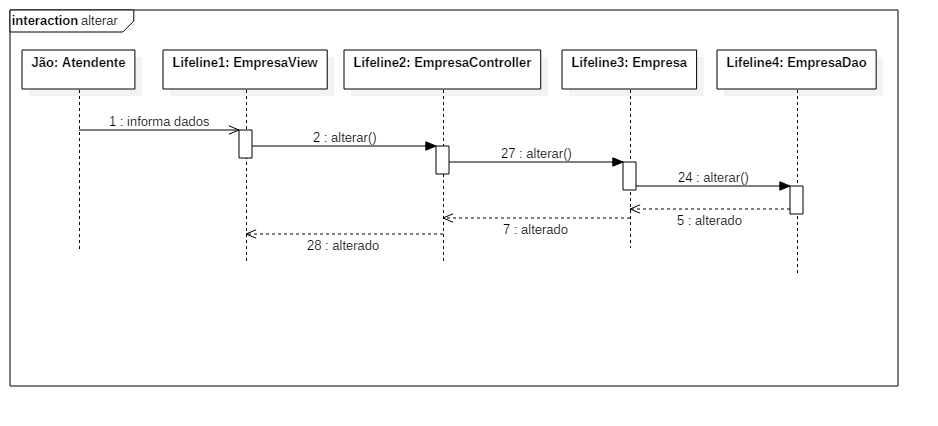 interaction alterar
Jão: Atendente
Lifeline1: EmpresaView
Lifeline2: EmpresaController
Lifeline3: Empresa
Lifeline4: EmpresaDao
1 : informa dados
2 : alterar()
27 : alterar()
24 : alterar()
5 : alterado
7 : alterado
28 : alterado